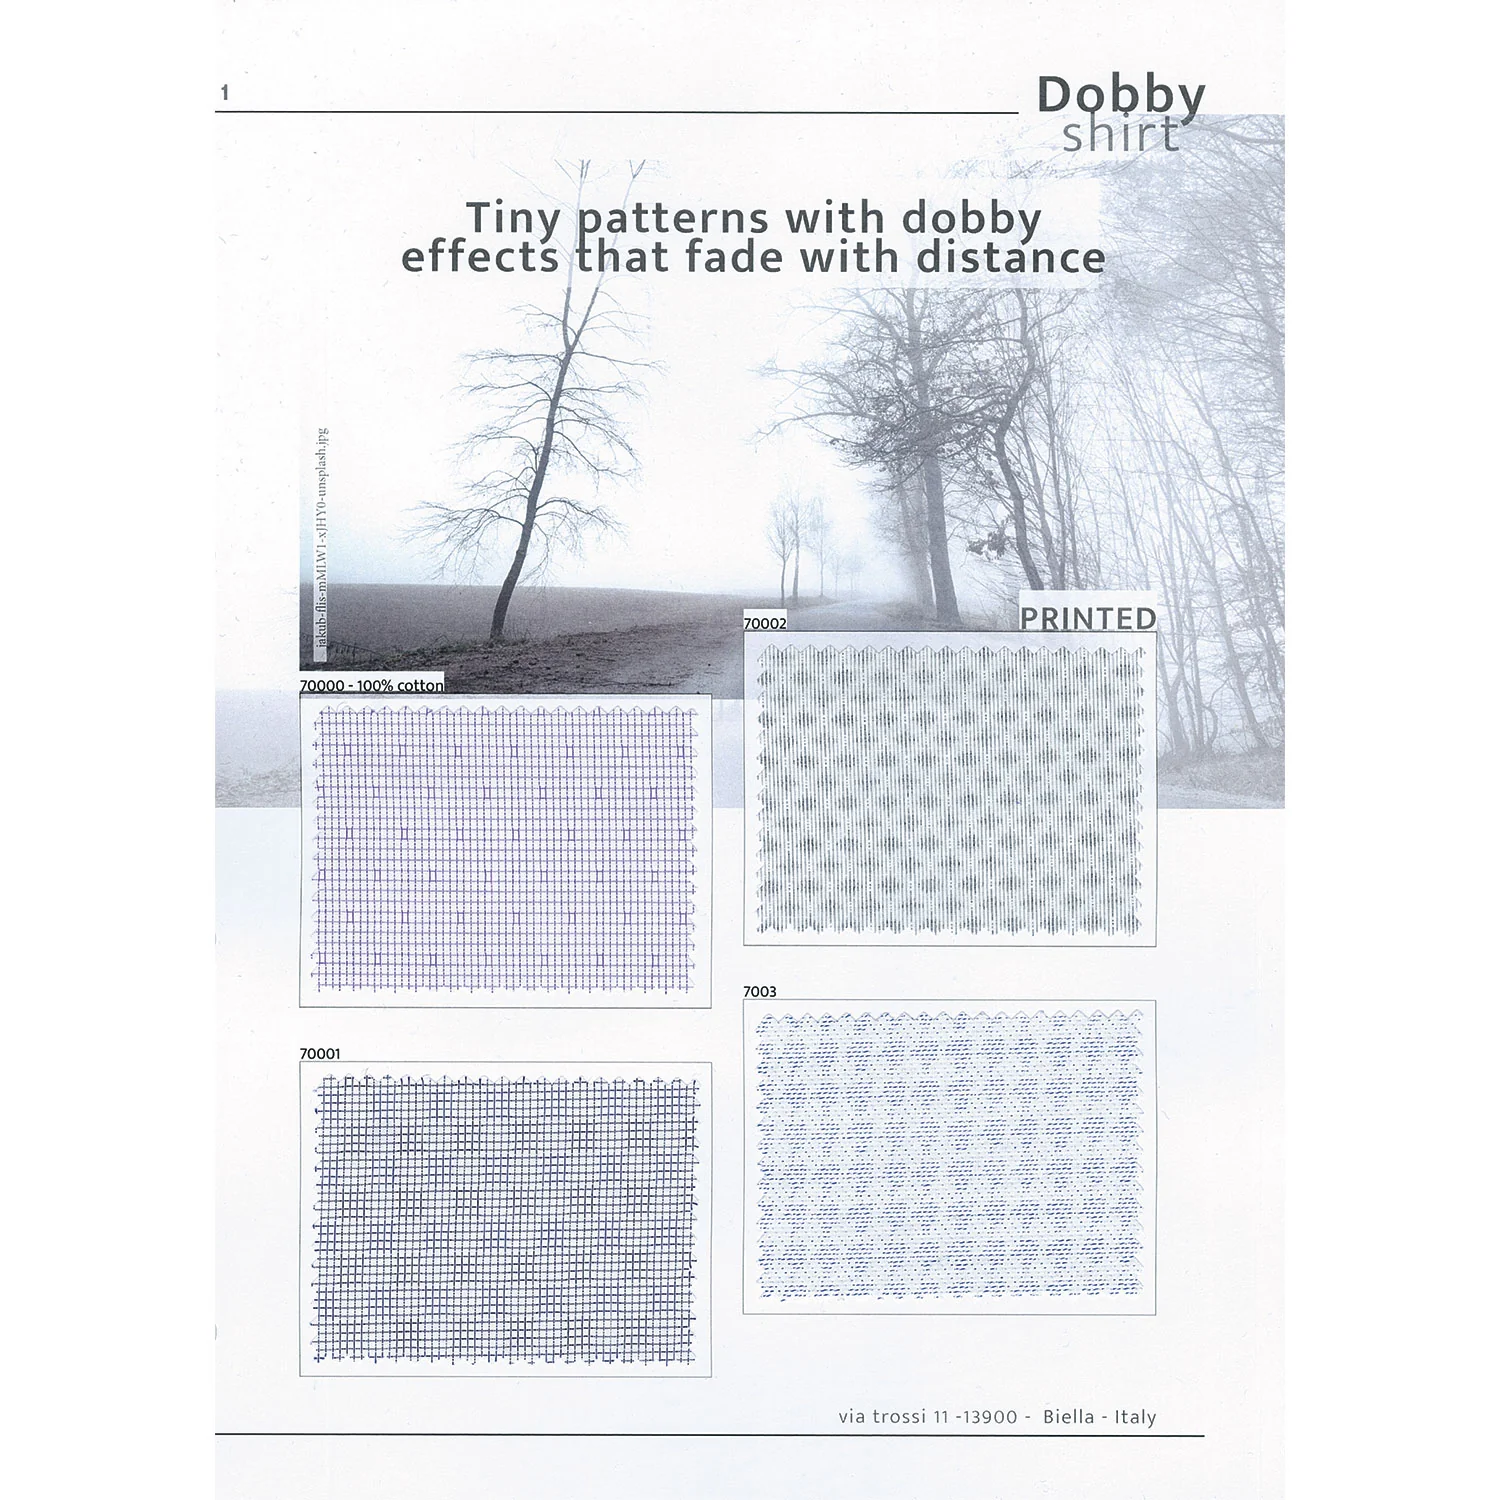 1
Dobby
shirt
Tiny patterns with dobby
effects that fade with distance
jakub-flis-mMLW1-xJHY0-unsplash.jpg
70002
PRINTED
70000 - 100% cotton
7003
70001
via trossi 11 -13900 - Biella - Italy